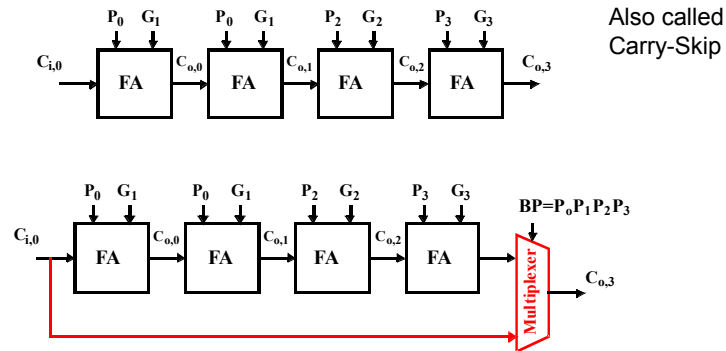 Also called
Carry-Skip
P0 G1 P0 G1 P2 G2 P3 G3
Ci,0 FA Co,0 FA Co,1 FA Co,2 FA Co,3
P0 G1 P0 G1 P2 G2 P3 G3 BP=PoP1P2P3
Ci,0 FA Co,0 FA Co,1 FA Co,2 FA Multiplexer Co,3